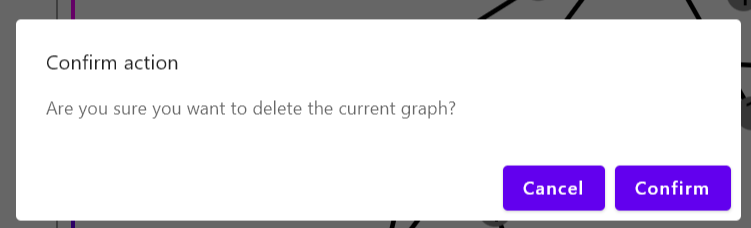 Confirm action
Are you sure you want to delete the current graph?
Cancel Confirm